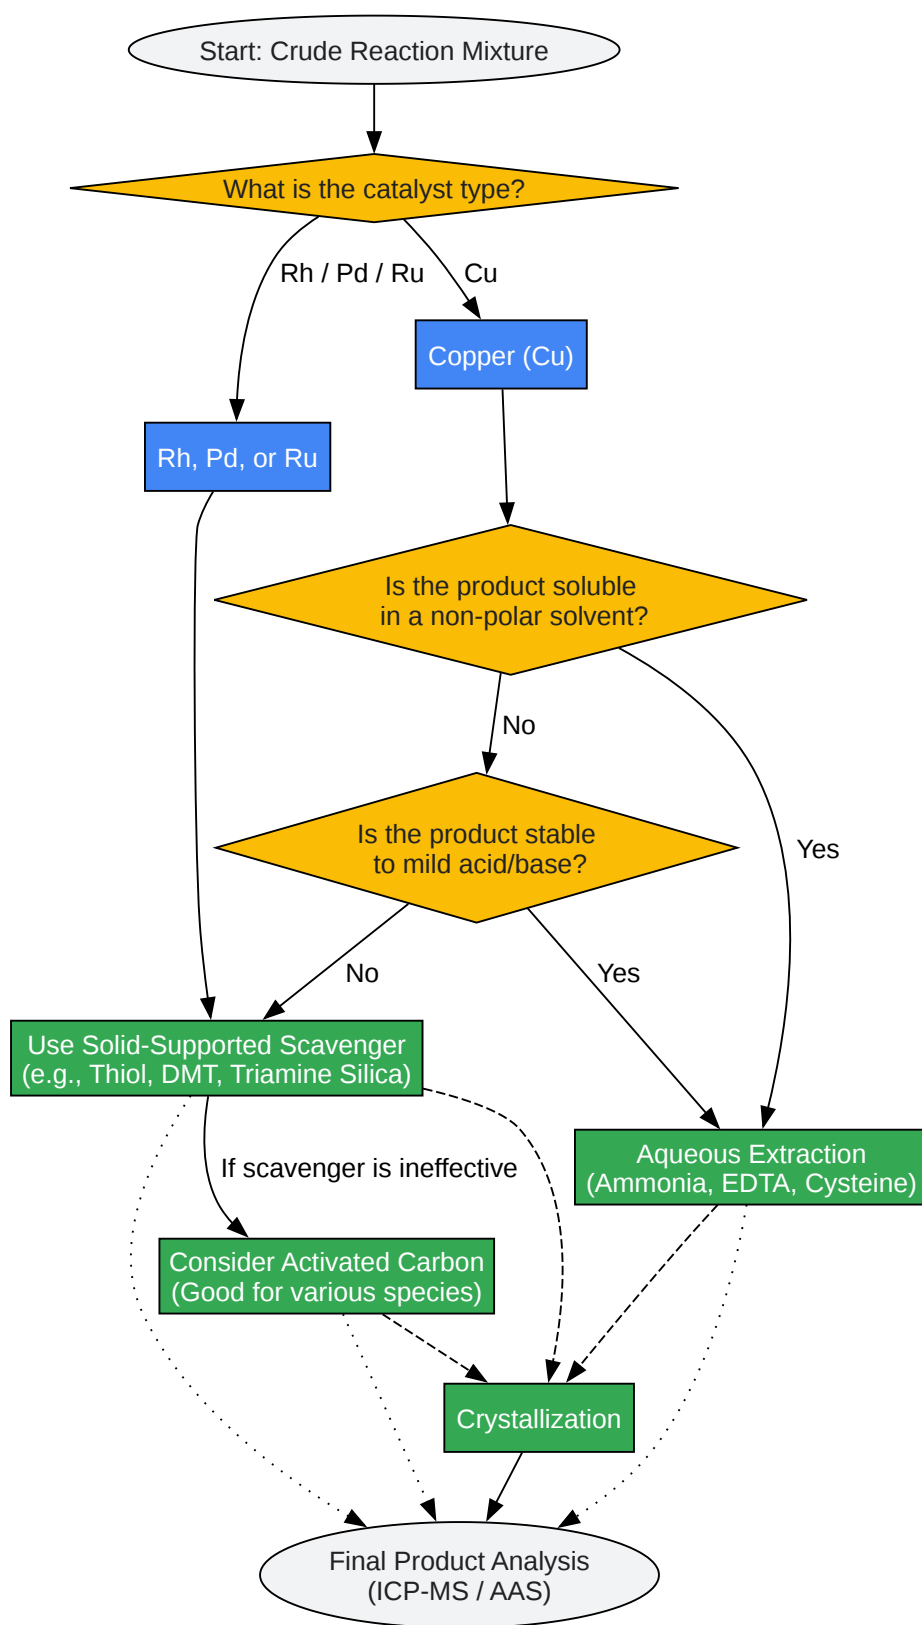 Start: Crude Reaction Mixture
What is the catalyst type?
Rh / Pd / Ru
Cu
Copper (Cu)
Rh, Pd, or Ru
Is the product soluble
in a non-polar solvent?
No
Is the product stable
to mild acid/base?
Yes
No
Yes
Use Solid-Supported Scavenger
(e.g., Thiol, DMT, Triamine Silica)
Aqueous Extraction
(Ammonia, EDTA, Cysteine)
If scavenger is ineffective
Consider Activated Carbon
(Good for various species)
Crystallization
Final Product Analysis
(ICP-MS / AAS)